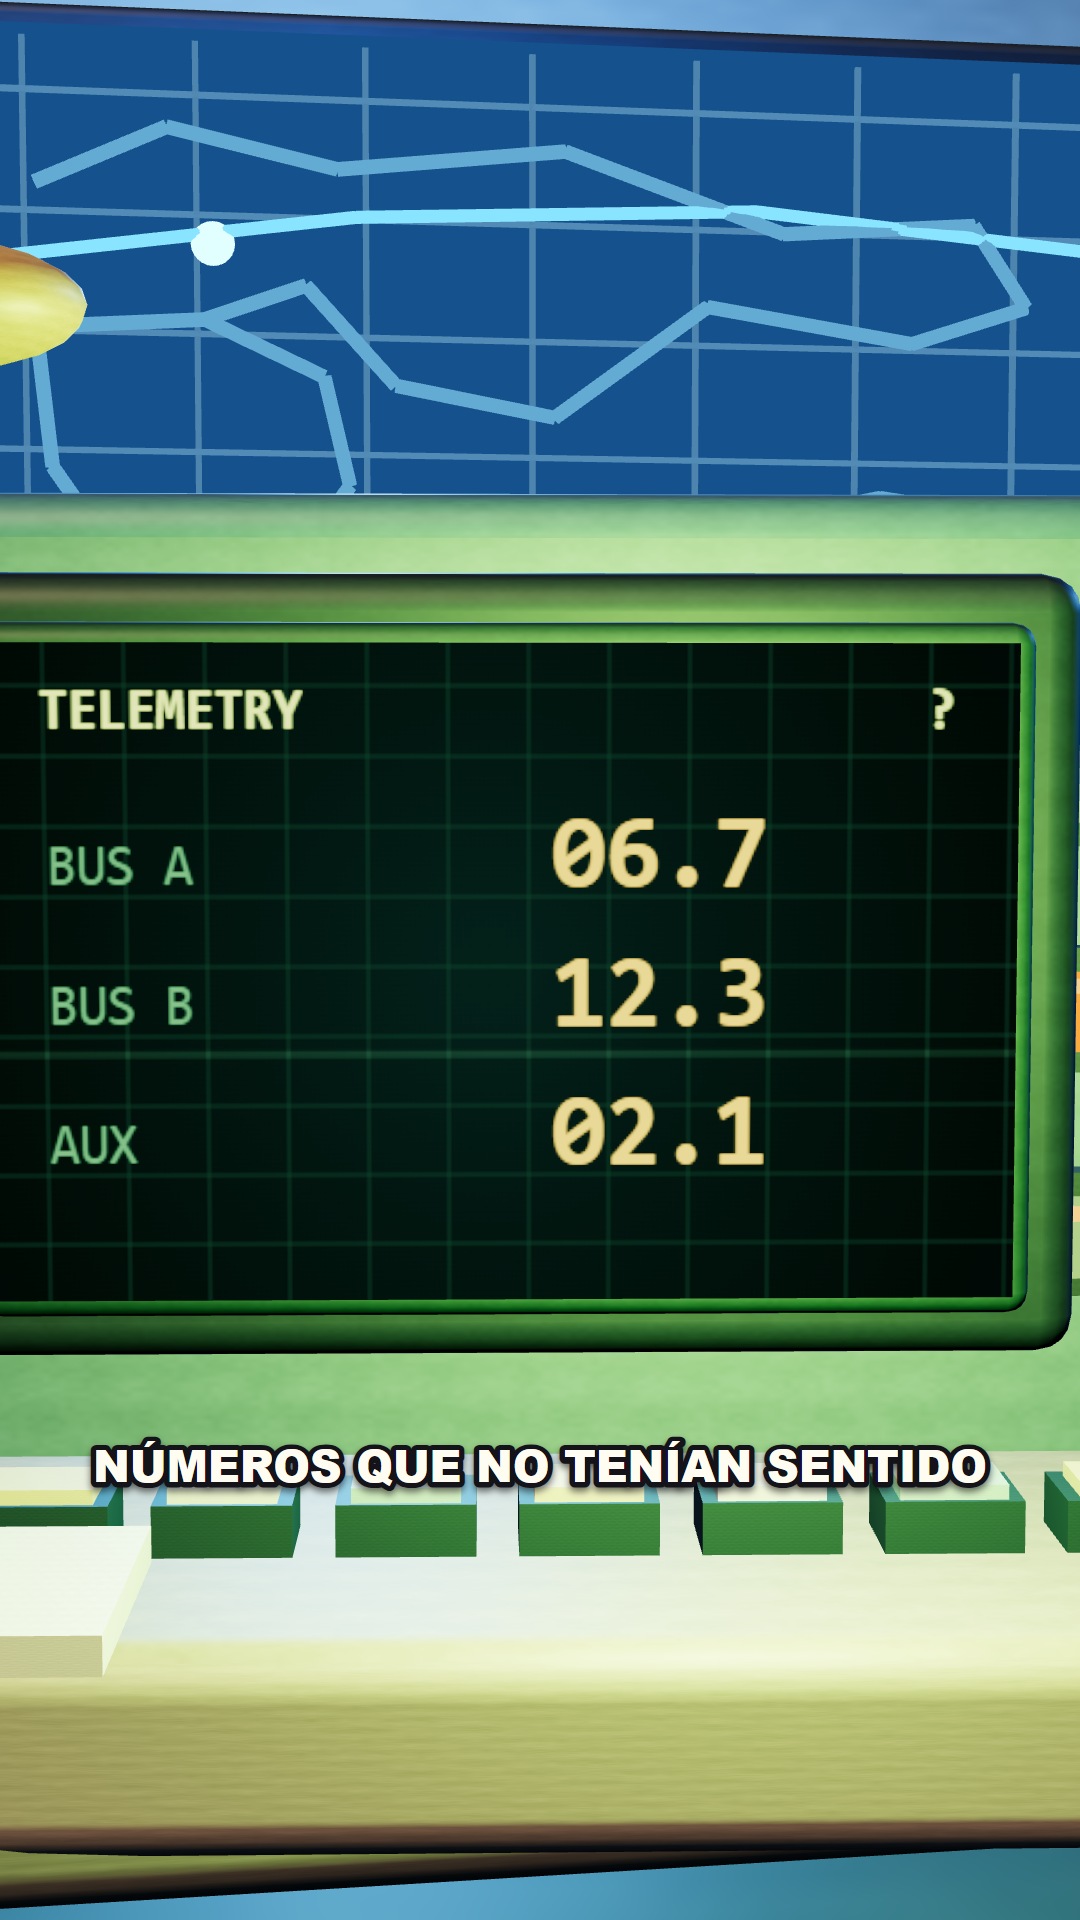 TELEMETRY ?
BUS A 06.7
BUS B 12.3
AUX 02.1
NÚMEROS QUE NO TENÍAN SENTIDO